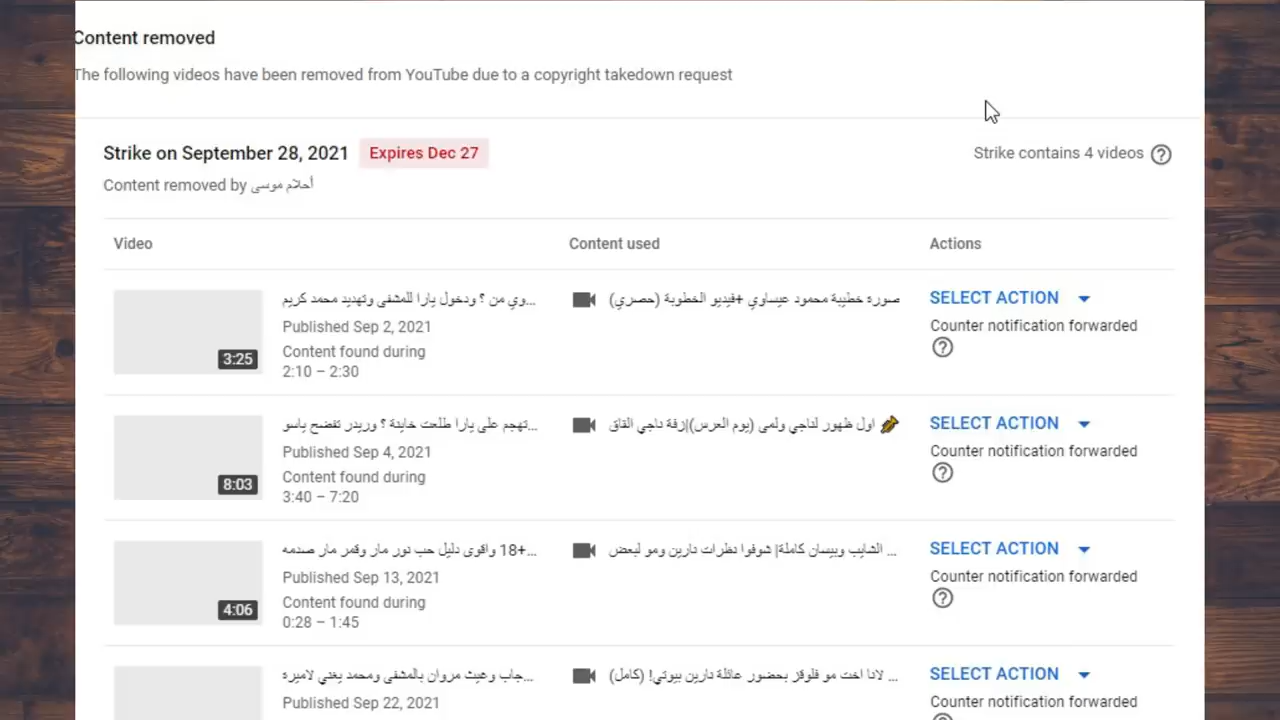 Content removed
The following videos have been removed from YouTube due to a copyright takedown request
Strike on September 28, 2021 Expires Dec 27 Strike contains 4 videos
Content removed by أحلام موسى
Video Content used Actions
وي من ؟ ودخول يارا للمشفى وتهديد محمد كريم... صورة خطيبة محمود عيساوي +فيديو الخطوبة (حصري) SELECT ACTION
Published Sep 2, 2021 Counter notification forwarded
Content found during
2:10 – 2:30
3:25
تهجم على يارا طلعت خاينة ؟ وريدر تفضح ياسو... اول ظهور لناجي ولمى (يوم العرس)|زفة ناجي القاق SELECT ACTION
Published Sep 4, 2021 Counter notification forwarded
Content found during
3:40 – 7:20
8:03
+18 واقوى دليل حب نور مار وقمر مار صدمه... الشايب وبيسان كاملة| شوفوا نظرات نارين ومو لبعض ... SELECT ACTION
Published Sep 13, 2021 Counter notification forwarded
Content found during
0:28 – 1:45
4:06
جاب وغيث مروان بالمشفى ومحمد يغني لاميرة... لانا اخت مو فلوقز بحضور عائلة نارين بيوتي! (كامل) ... SELECT ACTION
Published Sep 22, 2021 Counter notification forwarded